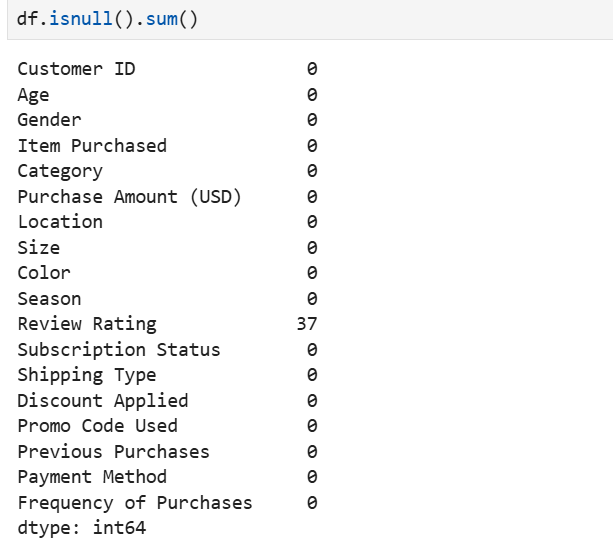 df.isnull().sum()
Customer ID 0
Age 0
Gender 0
Item Purchased 0
Category 0
Purchase Amount (USD) 0
Location 0
Size 0
Color 0
Season 0
Review Rating 37
Subscription Status 0
Shipping Type 0
Discount Applied 0
Promo Code Used 0
Previous Purchases 0
Payment Method 0
Frequency of Purchases 0
dtype: int64